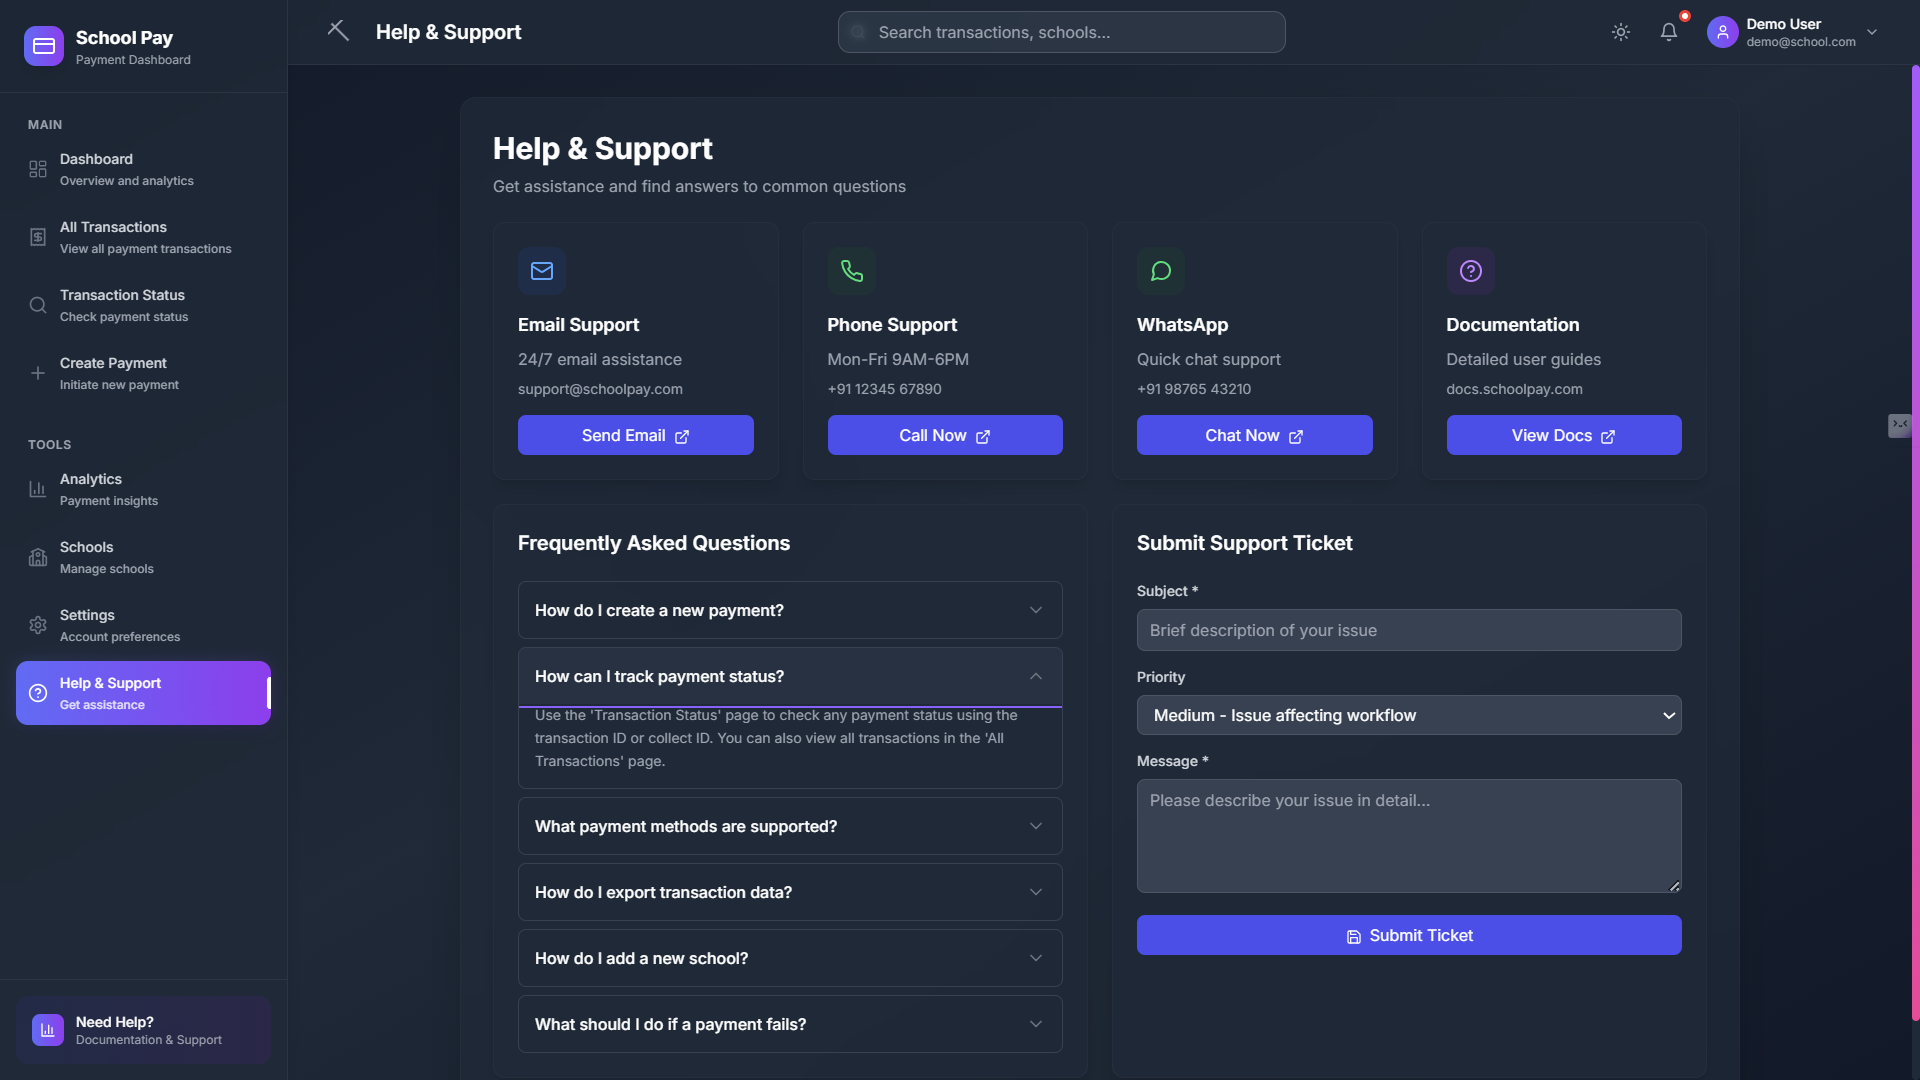 School Pay
Payment Dashboard
MAIN
Dashboard
Overview and analytics
All Transactions
View all payment transactions
Transaction Status
Check payment status
Create Payment
Initiate new payment
TOOLS
Analytics
Payment insights
Schools
Manage schools
Settings
Account preferences
Help & Support
Get assistance
Need Help?
Documentation & Support
Help & Support
Search transactions, schools...
Demo User
demo@school.com
Help & Support
Get assistance and find answers to common questions
Email Support
24/7 email assistance
support@schoolpay.com
Send Email
Phone Support
Mon-Fri 9AM-6PM
+91 12345 67890
Call Now
WhatsApp
Quick chat support
+91 98765 43210
Chat Now
Documentation
Detailed user guides
docs.schoolpay.com
View Docs
Frequently Asked Questions
How do I create a new payment?
How can I track payment status?
Use the 'Transaction Status' page to check any payment status using the
transaction ID or collect ID. You can also view all transactions in the 'All
Transactions' page.
What payment methods are supported?
How do I export transaction data?
How do I add a new school?
What should I do if a payment fails?
Submit Support Ticket
Subject *
Brief description of your issue
Priority
Medium - Issue affecting workflow
Message *
Please describe your issue in detail...
Submit Ticket